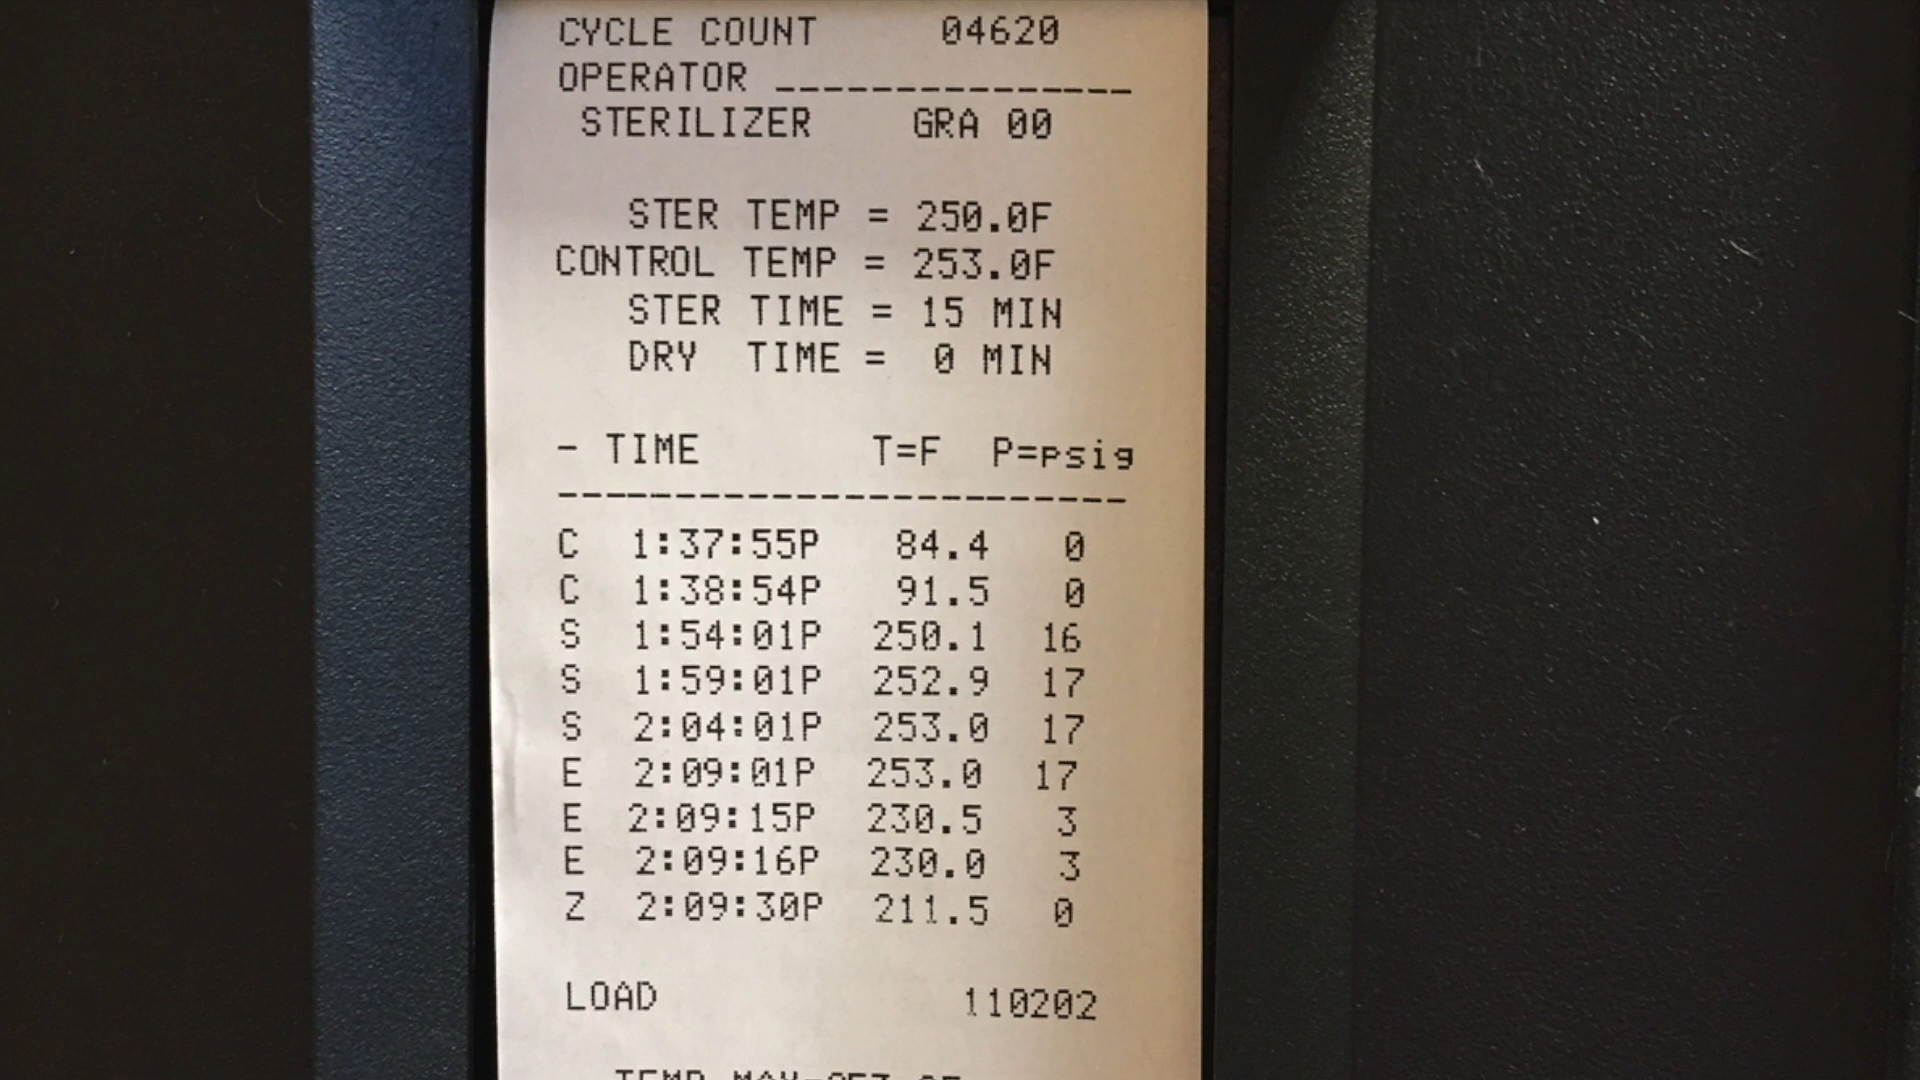 CYCLE COUNT 04620
OPERATOR _______________
STERILIZER GRA 00
STER TEMP = 250.0F
CONTROL TEMP = 253.0F
STER TIME = 15 MIN
DRY TIME = 0 MIN
- TIME T=F P=psig
------------------------
C 1:37:55P 84.4 0
C 1:38:54P 91.5 0
S 1:54:01P 250.1 16
S 1:59:01P 252.9 17
S 2:04:01P 253.0 17
E 2:09:01P 253.0 17
E 2:09:15P 230.5 3
E 2:09:16P 230.0 3
Z 2:09:30P 211.5 0
LOAD 110202
TEMP MAX=